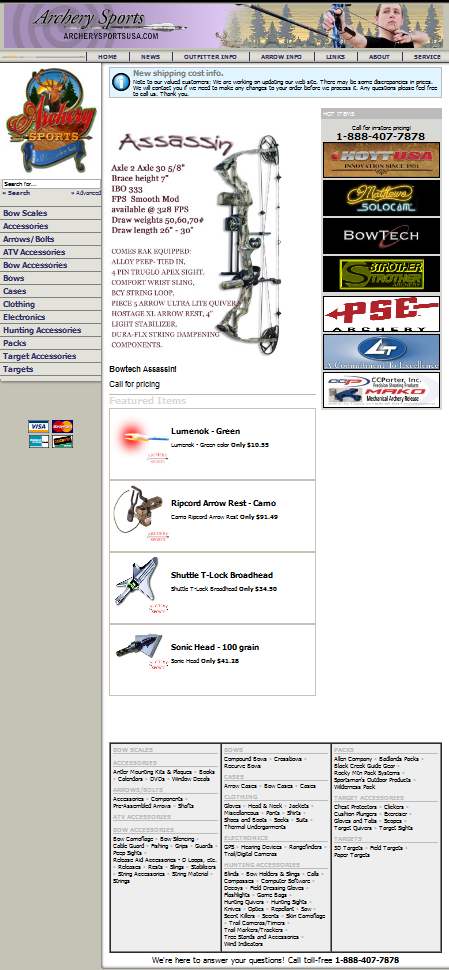 Archery Sports
ARCHERYSPORTSUSA.COM
HOME NEWS OUTFITTER INFO ARROW INFO LINKS ABOUT SERVICE
Archery
SPORTS
Search for...
» Search » Advanced
Bow Scales
Accessories
Arrows/Bolts
ATV Accessories
Bow Accessories
Bows
Cases
Clothing
Electronics
Hunting Accessories
Packs
Target Accessories
Targets
VISA
New shipping cost info.
Note to our valued customers: We are working on updating our web site. There may be some discrepancies in prices.
We will contact you if we need to make any changes to your order before we process it. Any questions please feel free
to call us. Thank you.
Assassin
Axle 2 Axle 30 5/8"
Brace height 7"
IBO 333
FPS Smooth Mod
available @ 328 FPS
Draw weights 50,60,70#
Draw length 26" - 30"
COMES RAK EQUIPPED:
ALLOY PEEP- TIED IN,
4 PIN TRUGLO APEX SIGHT,
COMFORT WRIST SLING,
BCY STRING LOOP,
PIECE 5 ARROW ULTRA LITE QUIVER
HOSTAGE XL ARROW REST, 4"
LIGHT STABILIZER,
DURA-FLX STRING DAMPENING
COMPONENTS.
Bowtech Assassin!
Call for pricing
Featured Items
Lumenok - Green
Lumenok - Green color Only $10.55
Ripcord Arrow Rest - Camo
Camo Ripcord Arrow Rest Only $91.49
Shuttle T-Lock Broadhead
Shuttle T-Lock Broadhead Only $34.50
Sonic Head - 100 grain
Sonic Head Only $41.28
HOT ITEMS
Call for in-store pricing!
1-888-407-7878
HOYT USA
INNOVATION SINCE 1931
Mathews
SOLOCAM
BOWTECH
STROTHER
PSE
ARCHERY
LT
A Commitment To Excellence
CCPorter, Inc.
Precision Shooting Products
MAKO
Mechanical Archery Release
BOW SCALES
ACCESSORIES
Antler Mounting Kits & Plaques - Books
- Calendars - DVDs - Window Decals
ARROWS/BOLTS
Accessories - Components -
Pre-Assembled Arrows - Shafts
ATV ACCESSORIES
BOW ACCESSORIES
Bow Camoflage - Bow Silencing -
Cable Guard - Fishing - Grips - Guards -
Peep Sights -
Release Aid Accessories - D Loops, etc.
- Releases - Rests - Slings - Stabilizers
- String Accessories - String Material -
Strings
BOWS
Compound Bows - Crossbows -
Recurve Bows
CASES
Arrow Cases - Bow Cases - Cases
CLOTHING
Gloves - Head & Neck - Jackets -
Miscellaneous - Pants - Shirts -
Shoes and Boots - Socks - Suits -
Thermal Undergarments
ELECTRONICS
GPS - Hearing Devices - Rangefinders -
Trail/Digital Cameras
HUNTING ACCESSORIES
Blinds - Bow Holders & Slings - Calls -
Compasses - Computer Software -
Decoys - Field Dressing Gloves -
Flashlights - Game Bags -
Hunting Quivers - Hunting Sights -
Knives - Optics - Repellant - Saw -
Scent Killers - Scents - Skin Camoflage
- Trail Cameras/Timers -
Trail Markers/Trackers -
Tree Stands and Accessories -
Wind Indicators
PACKS
Allen Company - Badlands Packs -
Black Creek Guide Gear -
Rocky Mtn Pack Systems -
Sportsman's Outdoor Products -
Wilderness Pack
TARGET ACCESSORIES
Chest Protectors - Clickers -
Cushion Plungers - Exerciser -
Gloves and Tabs - Scopes -
Target Quivers - Target Sights
TARGETS
3D Targets - Field Targets -
Paper Targets
We're here to answer your questions! Call toll-free 1-888-407-7878